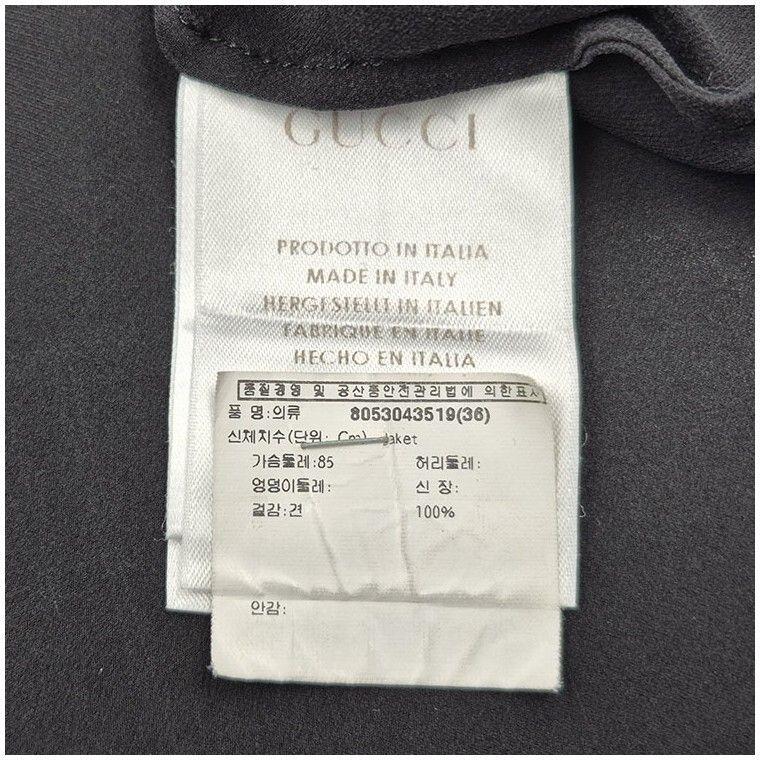 GUCCI
PRODOTTO IN ITALIA
MADE IN ITALY
HERGESTELLT IN ITALIEN
FABRIQUE EN ITALIE
HECHO EN ITALIA
품질경영 및 공산품안전관리법에 의한표시
품 명:의류 8053043519(36)
신체치수(단위: Cm) jaket
가슴둘레:85 허리둘레:
엉덩이둘레: 신 장:
겉감:견 100%
안감: